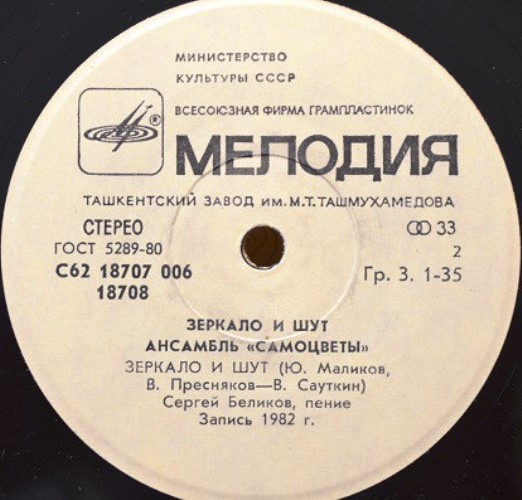 МИНИСТЕРСТВО
КУЛЬТУРЫ СССР
ВСЕСОЮЗНАЯ ФИРМА ГРАМПЛАСТИНОК
®
МЕЛОДИЯ
ТАШКЕНТСКИЙ ЗАВОД ИМ. М.Т. ТАШМУХАМЕДОВА
СТЕРЕО
33
ГОСТ 5289-80
2
С62 18707 006
Гр. 3. 1-35
18708
ЗЕРКАЛО И ШУТ
АНСАМБЛЬ «САМОЦВЕТЫ»
ЗЕРКАЛО И ШУТ (Ю. Маликов,
В. Пресняков—В. Сауткин)
Сергей Беликов, пение
Запись 1982 г.